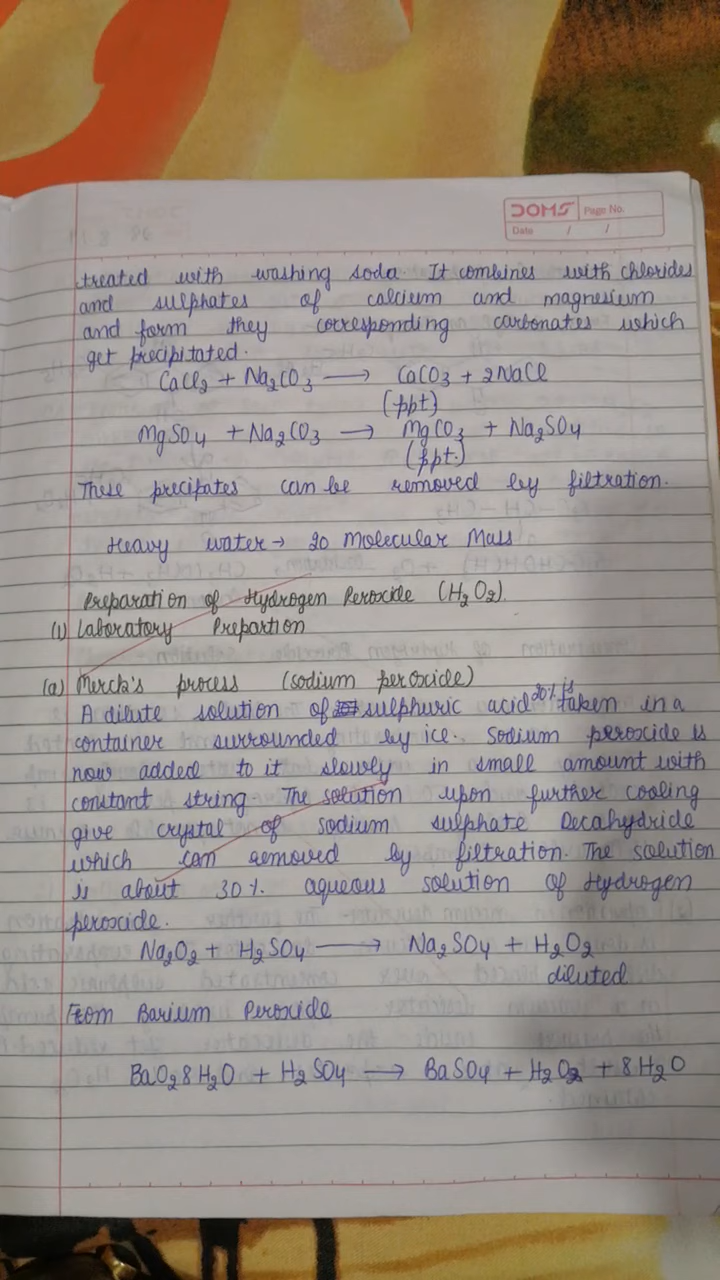 DOMS Page No.
Date / /
treated with washing soda. It combines with chlorides
and sulphates of calcium and magnesium
and form they corresponding carbonates which
get precipitated.
CaCl2 + Na2CO3 ⟶ CaCO3 + 2NaCl
(ppt)
MgSO4 + Na2CO3 ⟶ MgCO3 + Na2SO4
(ppt.)
These precipates can be removed by filtration.
Heavy water → 20 Molecular Mass
Preparation of Hydrogen Peroxide (H2O2).
(1) Laboratory Prepartion
(a) Merck's process (sodium peroxide)
A dilute solution of sulphuric acid 20% is taken in a
container surrounded by ice. Sodium peroxide is
now added to it slowly in small amount with
constant string. The solution upon further cooling
give crystal of sodium sulphate Decahydride
which can removed by filtration. The solution
is about 30% aqueous solution of Hydrogen
peroxide.
Na2O2 + H2SO4 ⟶ Na2SO4 + H2O2
diluted
From Barium Peroxide
BaO2 8H2O + H2SO4 ⟶ BaSO4 + H2O2 + 8H2O